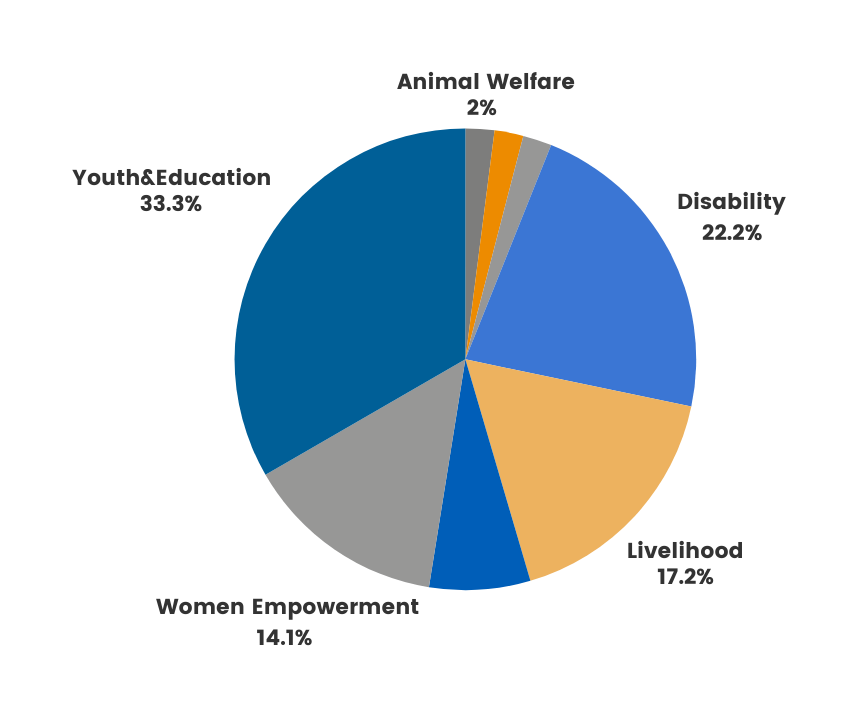 Animal Welfare
2%
Youth&Education
33.3%
Disability
22.2%
Livelihood
17.2%
Women Empowerment
14.1%